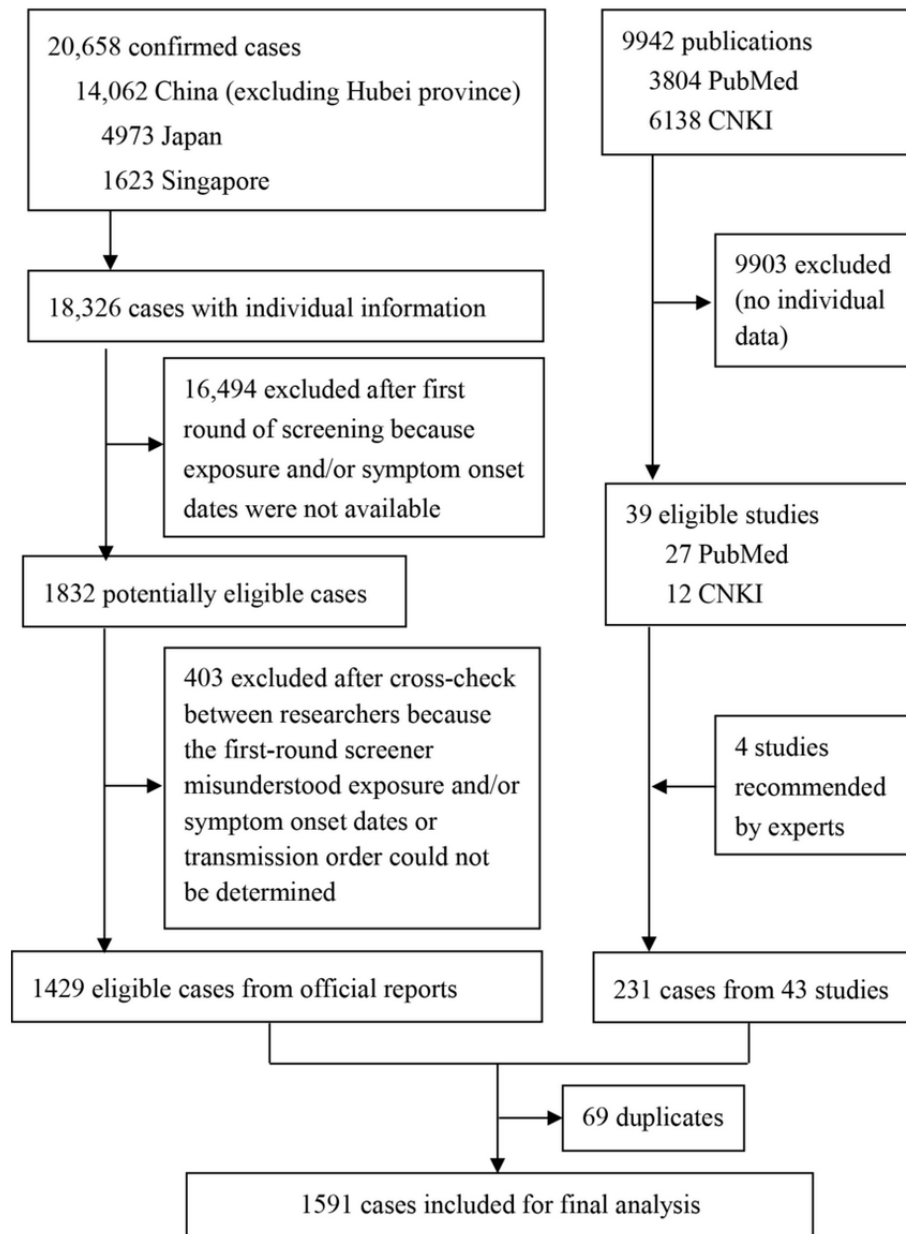 20,658 confirmed cases
14,062 China (excluding Hubei province)
4973 Japan
1623 Singapore
9942 publications
3804 PubMed
6138 CNKI
9903 excluded
(no individual
data)
18,326 cases with individual information
16,494 excluded after first
round of screening because
exposure and/or symptom onset
dates were not available
39 eligible studies
27 PubMed
12 CNKI
1832 potentially eligible cases
403 excluded after cross-check
between researchers because
the first-round screener
misunderstood exposure and/or
symptom onset dates or
transmission order could not
be determined
4 studies
recommended
by experts
1429 eligible cases from official reports
231 cases from 43 studies
69 duplicates
1591 cases included for final analysis